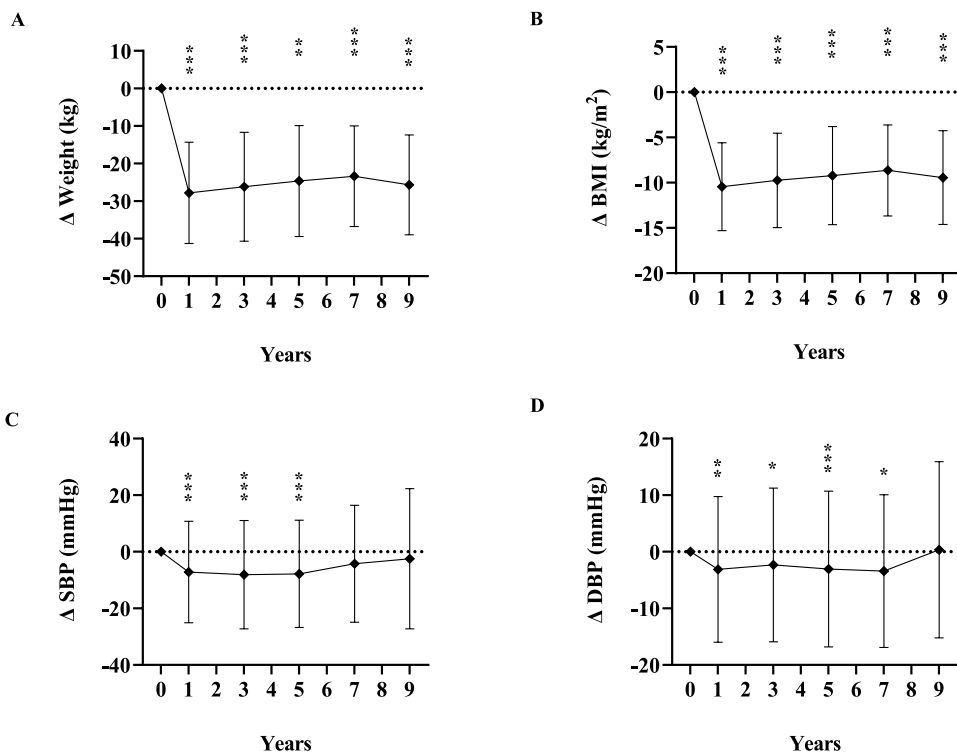 A
*** *** ** *** ***
10
0
-10
-20
-30
-40
-50
Δ Weight (kg)
0 1 2 3 4 5 6 7 8 9
Years
B
*** *** *** *** ***
5
0
-5
-10
-15
-20
Δ BMI (kg/m²)
0 1 2 3 4 5 6 7 8 9
Years
C
*** *** ***
40
20
0
-20
-40
Δ SBP (mmHg)
0 1 2 3 4 5 6 7 8 9
Years
D
** * *** *
20
10
0
-10
-20
Δ DBP (mmHg)
0 1 2 3 4 5 6 7 8 9
Years